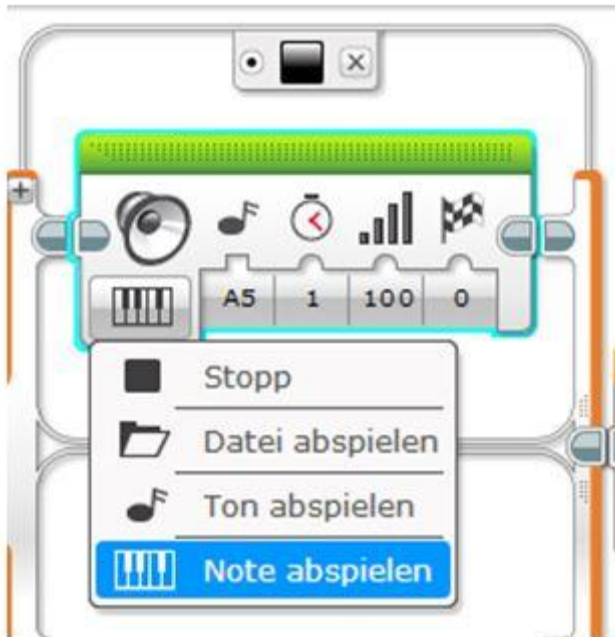 A5 1 100 0
Stopp
Datei abspielen
Ton abspielen
Note abspielen